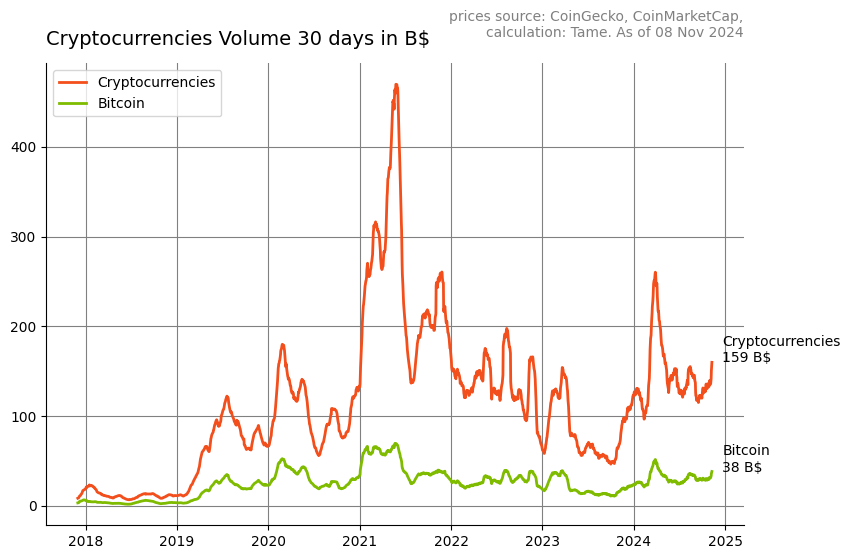 prices source: CoinGecko, CoinMarketCap,
calculation: Tame. As of 08 Nov 2024
Cryptocurrencies Volume 30 days in B$
Cryptocurrencies
Bitcoin
400
300
200
100
0
Cryptocurrencies
159 B$
Bitcoin
38 B$
2018 2019 2020 2021 2022 2023 2024 2025